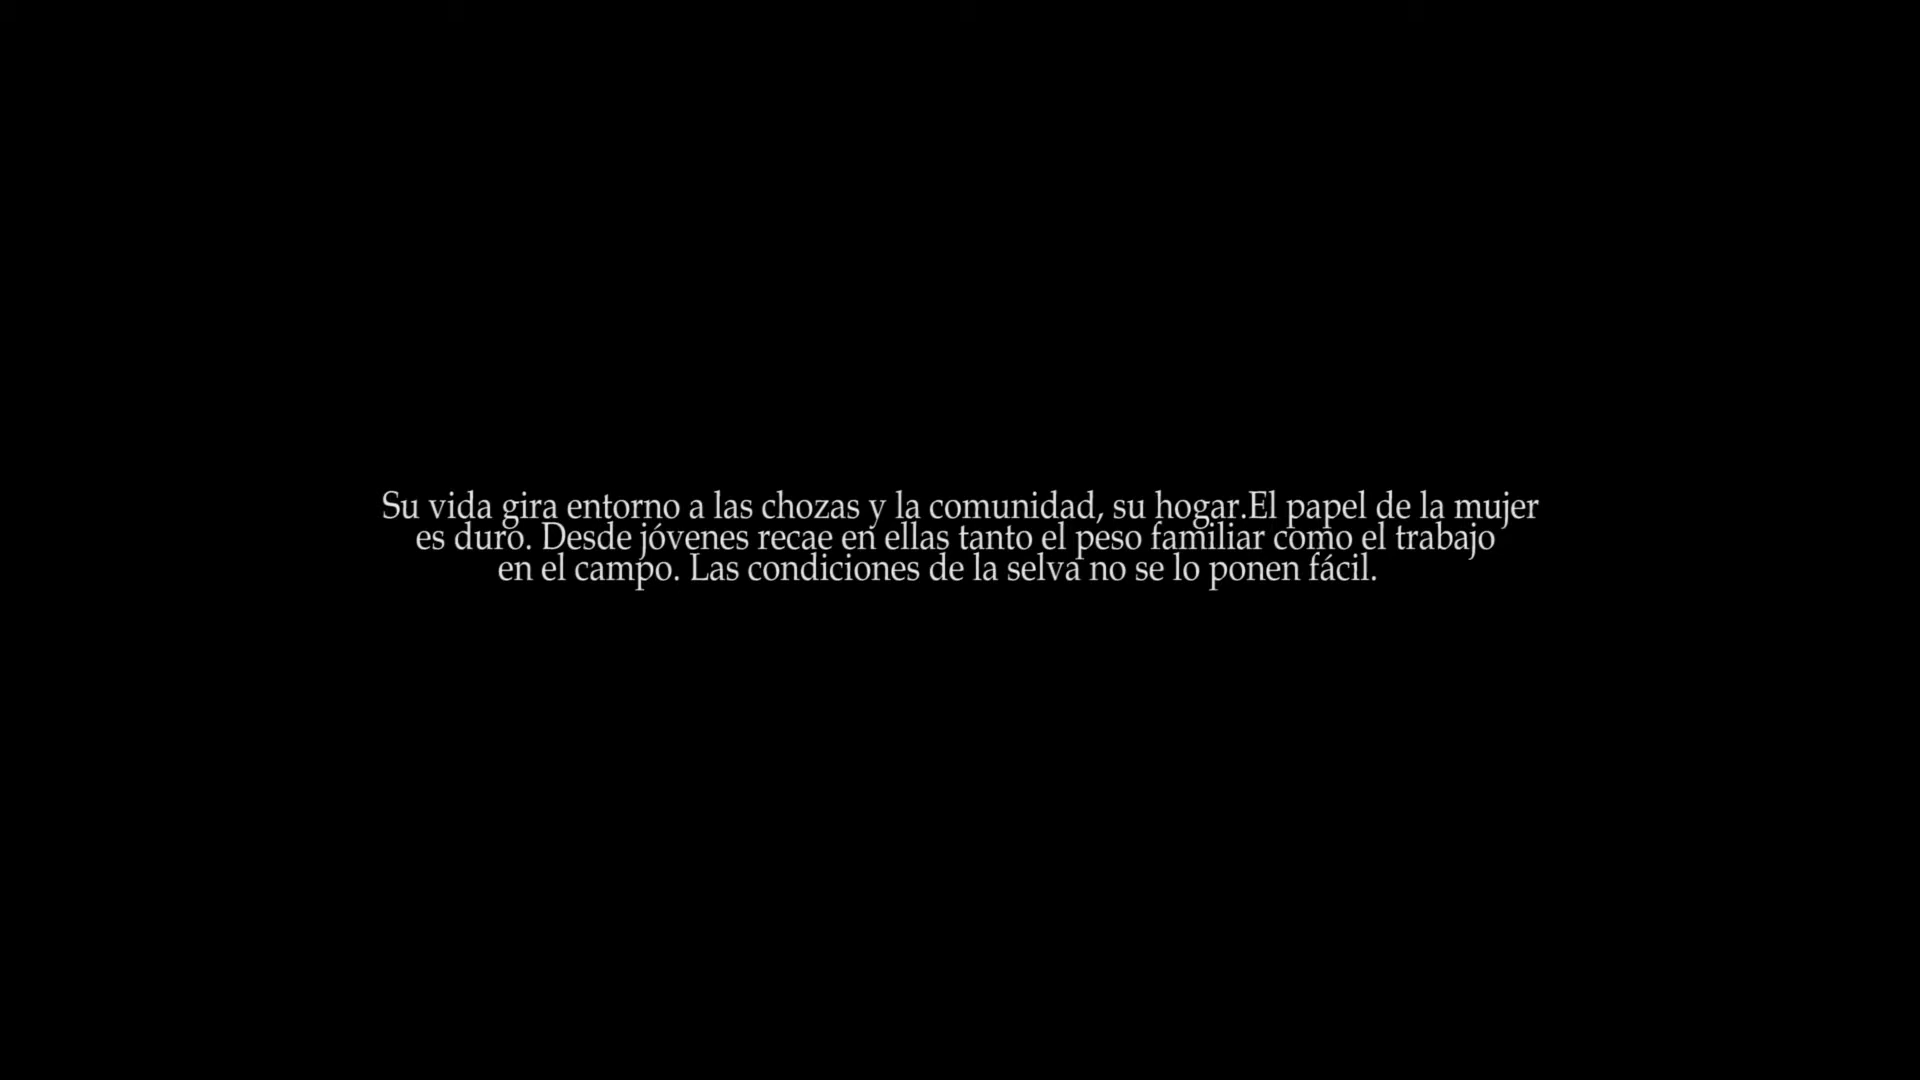 Su vida gira entorno a las chozas y la comunidad, su hogar.El papel de la mujer
es duro. Desde jóvenes recae en ellas tanto el peso familiar como el trabajo
en el campo. Las condiciones de la selva no se lo ponen fácil.